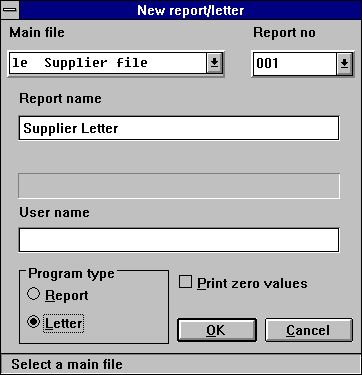 New report/letter
Main file Report no
le Supplier file 001
Report name
Supplier Letter
User name
Program type
Report
Print zero values
Letter
OK Cancel
Select a main file